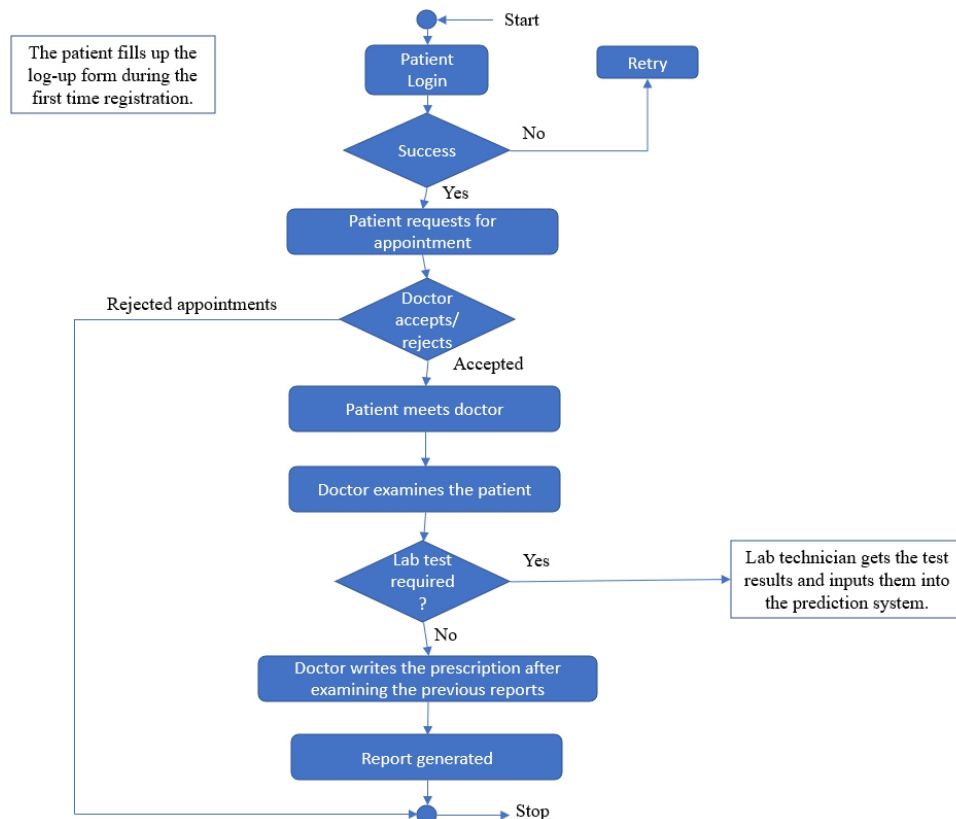 Start
The patient fills up the
log-up form during the
first time registration.
Patient
Login
Retry
No
Success
Yes
Patient requests for
appointment
Rejected appointments
Doctor
accepts/
rejects
Accepted
Patient meets doctor
Doctor examines the patient
Lab test
required
?
Yes
Lab technician gets the test
results and inputs them into
the prediction system.
No
Doctor writes the prescription after
examining the previous reports
Report generated
Stop